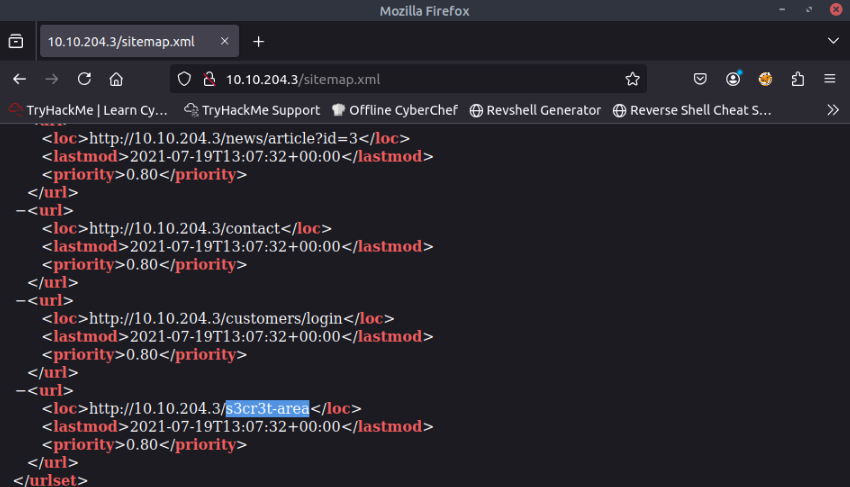 Mozilla Firefox
10.10.204.3/sitemap.xml
10.10.204.3/sitemap.xml
TryHackMe | Learn Cy... TryHackMe Support Offline CyberChef Revshell Generator Reverse Shell Cheat S...
<loc>http://10.10.204.3/news/article?id=3</loc>
<lastmod>2021-07-19T13:07:32+00:00</lastmod>
<priority>0.80</priority>
</url>
−<url>
<loc>http://10.10.204.3/contact</loc>
<lastmod>2021-07-19T13:07:32+00:00</lastmod>
<priority>0.80</priority>
</url>
−<url>
<loc>http://10.10.204.3/customers/login</loc>
<lastmod>2021-07-19T13:07:32+00:00</lastmod>
<priority>0.80</priority>
</url>
−<url>
<loc>http://10.10.204.3/s3cr3t-area</loc>
<lastmod>2021-07-19T13:07:32+00:00</lastmod>
<priority>0.80</priority>
</url>
</urlset>